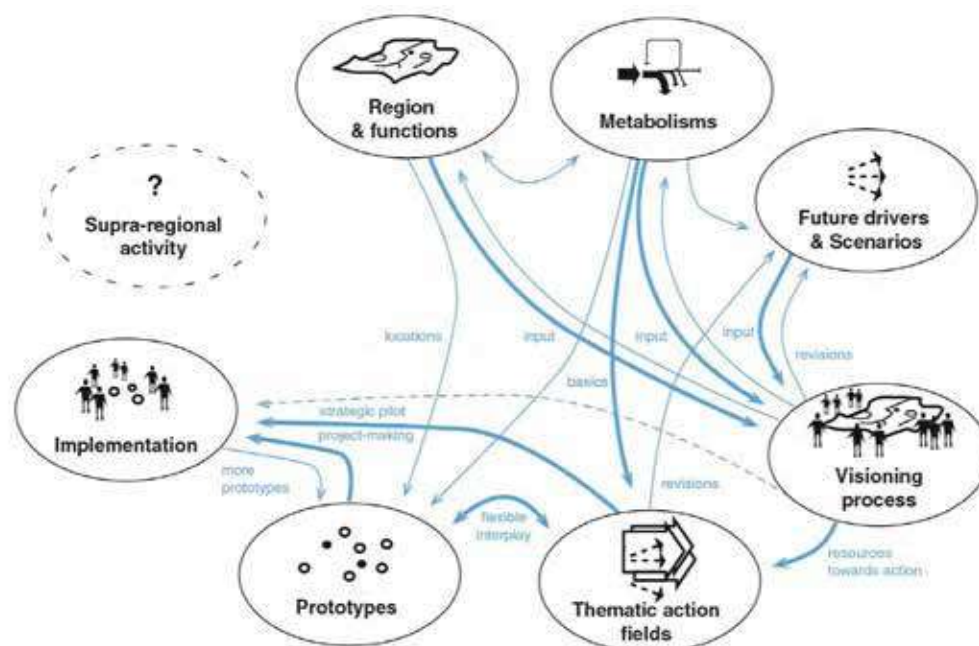 Region
& functions
Metabolisms
?
Supra-regional
activity
Future drivers
& Scenarios
locations
input
input
input
basics
revisions
Implementation
strategic pilot
project-making
more
prototypes
flexible
interplay
revisions
Visioning
process
resources
towards action
Prototypes
Thematic action
fields